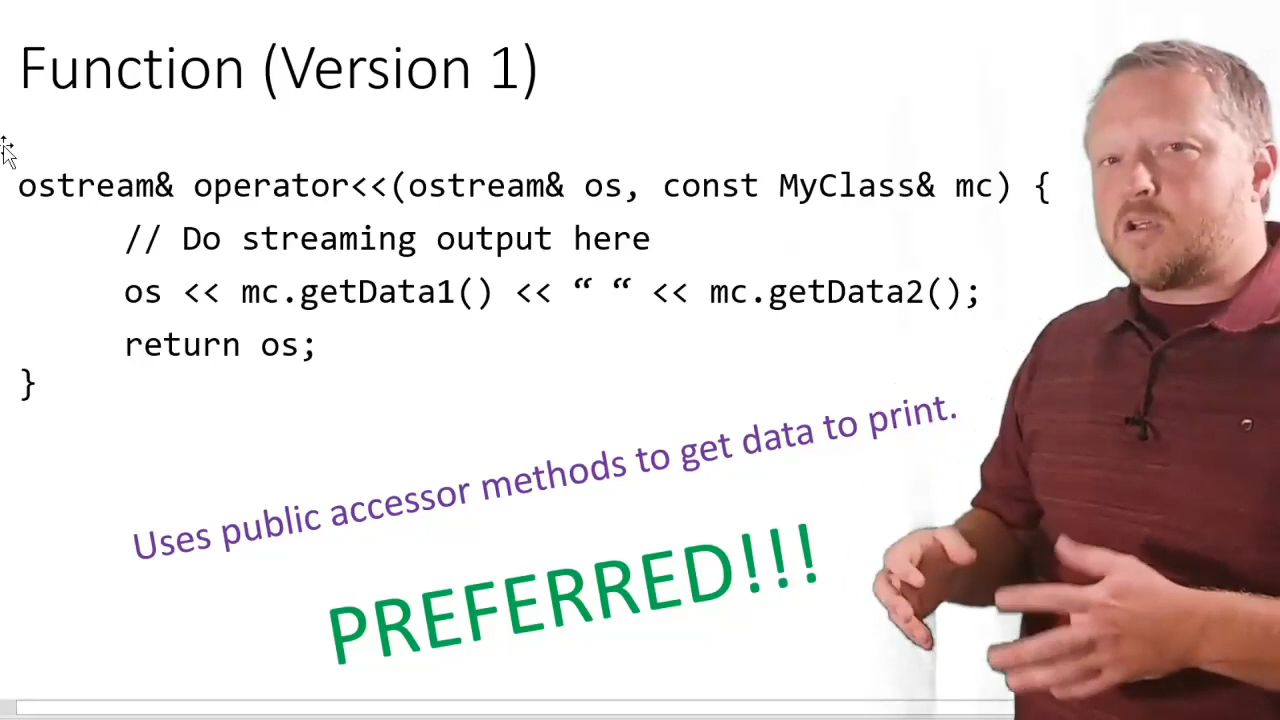 Function (Version 1)
ostream& operator<<(ostream& os, const MyClass& mc) {
// Do streaming output here
os << mc.getData1() << “ “ << mc.getData2();
return os;
}
Uses public accessor methods to get data to print.
PREFERRED!!!